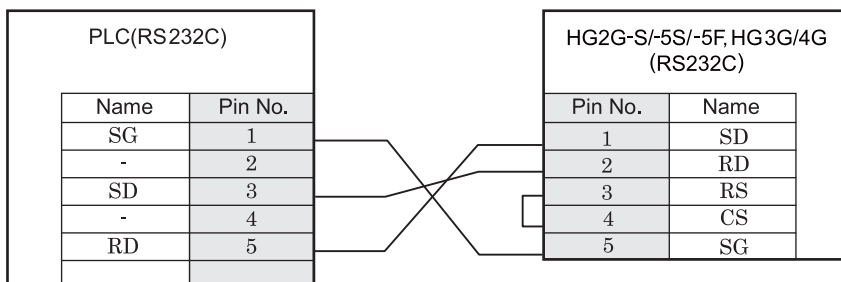 PLC(RS232C)
Name Pin No.
SG 1
- 2
SD 3
- 4
RD 5
HG2G-S/-5S/-5F, HG3G/4G
(RS232C)
Pin No. Name
1 SD
2 RD
3 RS
4 CS
5 SG